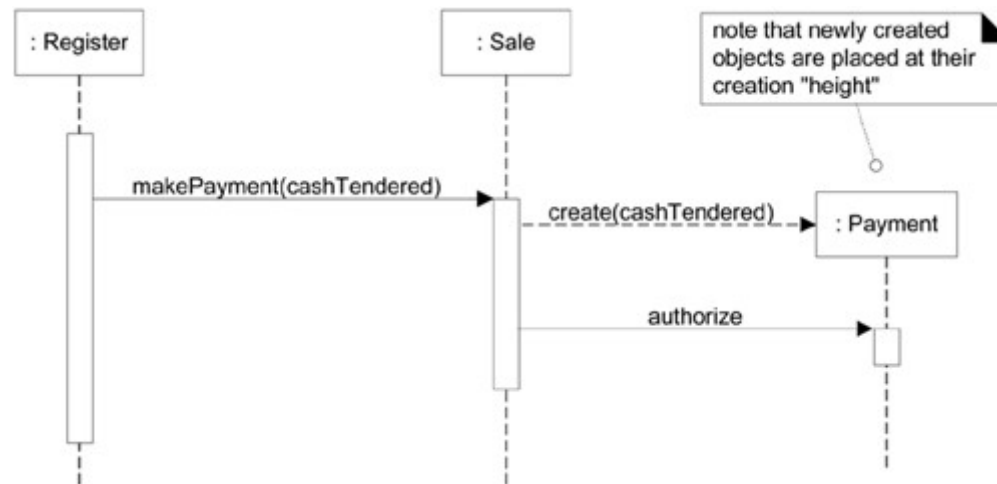 : Register
: Sale
note that newly created
objects are placed at their
creation "height"
makePayment(cashTendered)
create(cashTendered)
: Payment
authorize